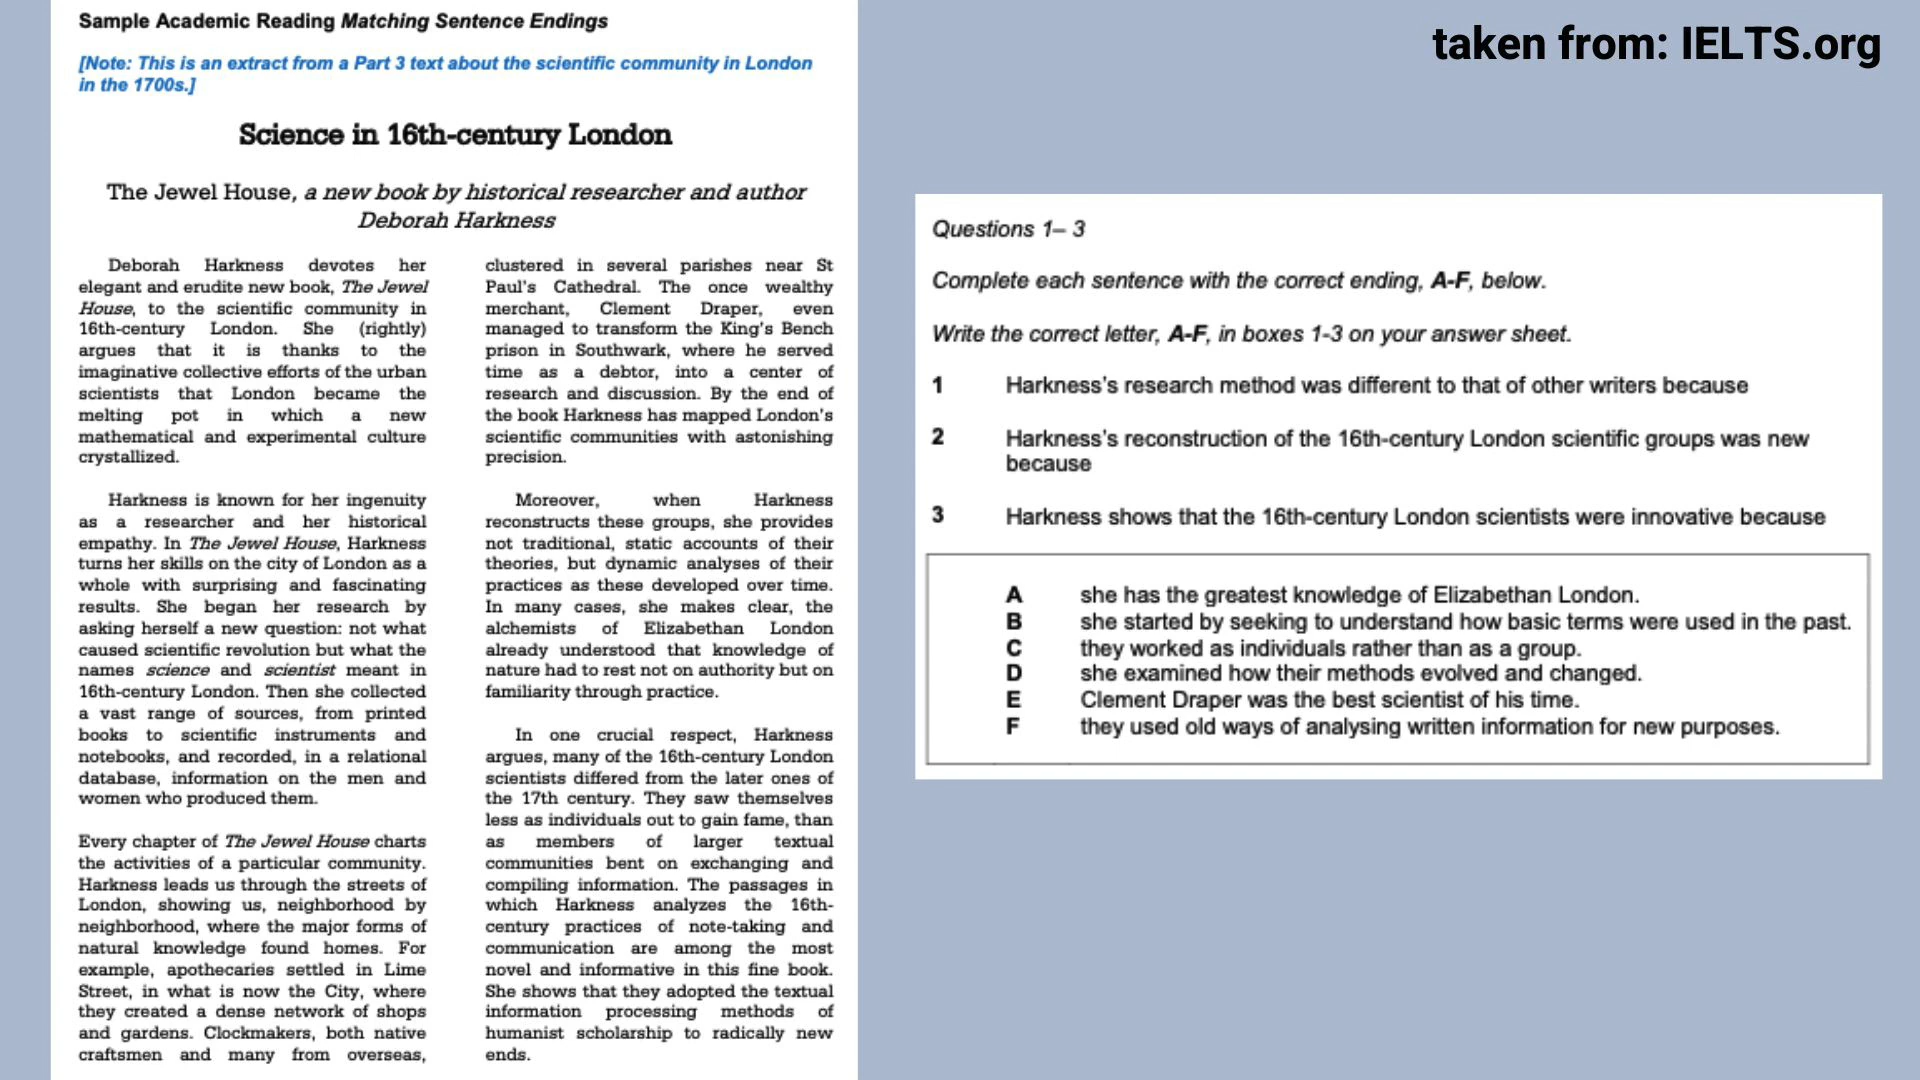 Sample Academic Reading Matching Sentence Endings
[Note: This is an extract from a Part 3 text about the scientific community in London
in the 1700s.]
Science in 16th-century London
The Jewel House, a new book by historical researcher and author
Deborah Harkness
Deborah Harkness devotes her
elegant and erudite new book, The Jewel
House, to the scientific community in
16th-century London. She (rightly)
argues that it is thanks to the
imaginative collective efforts of the urban
scientists that London became the
melting pot in which a new
mathematical and experimental culture
crystallized.
Harkness is known for her ingenuity
as a researcher and her historical
empathy. In The Jewel House, Harkness
turns her skills on the city of London as a
whole with surprising and fascinating
results. She began her research by
asking herself a new question: not what
caused scientific revolution but what the
names science and scientist meant in
16th-century London. Then she collected
a vast range of sources, from printed
books to scientific instruments and
notebooks, and recorded, in a relational
database, information on the men and
women who produced them.
Every chapter of The Jewel House charts
the activities of a particular community.
Harkness leads us through the streets of
London, showing us, neighborhood by
neighborhood, where the major forms of
natural knowledge found homes. For
example, apothecaries settled in Lime
Street, in what is now the City, where
they created a dense network of shops
and gardens. Clockmakers, both native
craftsmen and many from overseas,
clustered in several parishes near St
Paul's Cathedral. The once wealthy
merchant, Clement Draper, even
managed to transform the King's Bench
prison in Southwark, where he served
time as a debtor, into a center of
research and discussion. By the end of
the book Harkness has mapped London's
scientific communities with astonishing
precision.
Moreover, when Harkness
reconstructs these groups, she provides
not traditional, static accounts of their
theories, but dynamic analyses of their
practices as these developed over time.
In many cases, she makes clear, the
alchemists of Elizabethan London
already understood that knowledge of
nature had to rest not on authority but on
familiarity through practice.
In one crucial respect, Harkness
argues, many of the 16th-century London
scientists differed from the later ones of
the 17th century. They saw themselves
less as individuals out to gain fame, than
as members of larger textual
communities bent on exchanging and
compiling information. The passages in
which Harkness analyzes the 16th-
century practices of note-taking and
communication are among the most
novel and informative in this fine book.
She shows that they adopted the textual
information processing methods of
humanist scholarship to radically new
ends.
taken from: IELTS.org
Questions 1– 3
Complete each sentence with the correct ending, A-F, below.
Write the correct letter, A-F, in boxes 1-3 on your answer sheet.
1 Harkness's research method was different to that of other writers because
2 Harkness's reconstruction of the 16th-century London scientific groups was new
because
3 Harkness shows that the 16th-century London scientists were innovative because
A she has the greatest knowledge of Elizabethan London.
B she started by seeking to understand how basic terms were used in the past.
C they worked as individuals rather than as a group.
D she examined how their methods evolved and changed.
E Clement Draper was the best scientist of his time.
F they used old ways of analysing written information for new purposes.